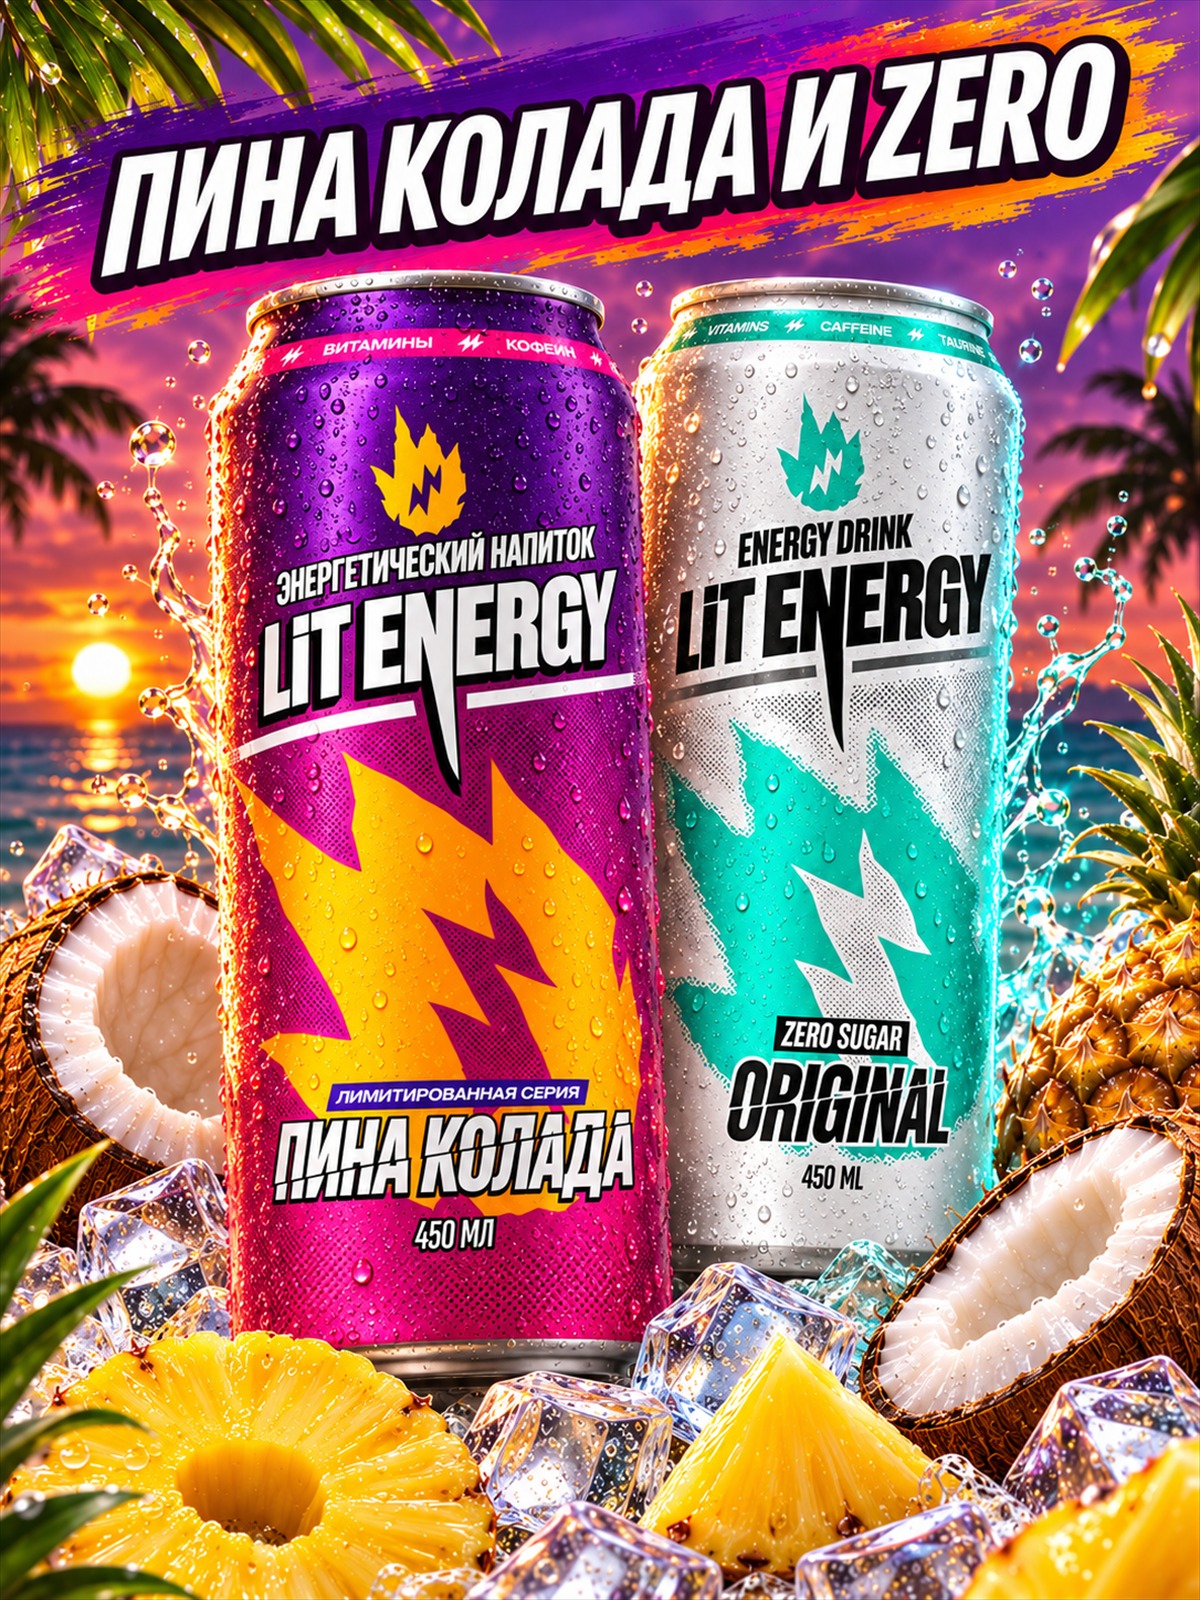 ПИНА КОЛАДА И ZERO
ВИТАМИНЫ КОФЕИН
ЭНЕРГЕТИЧЕСКИЙ НАПИТОК
LIT ENERGY
ЛИМИТИРОВАННАЯ СЕРИЯ
ПИНА КОЛАДА
450 МЛ
VITAMINS CAFFEINE TAURINE
ENERGY DRINK
LIT ENERGY
ZERO SUGAR
ORIGINAL
450 ML